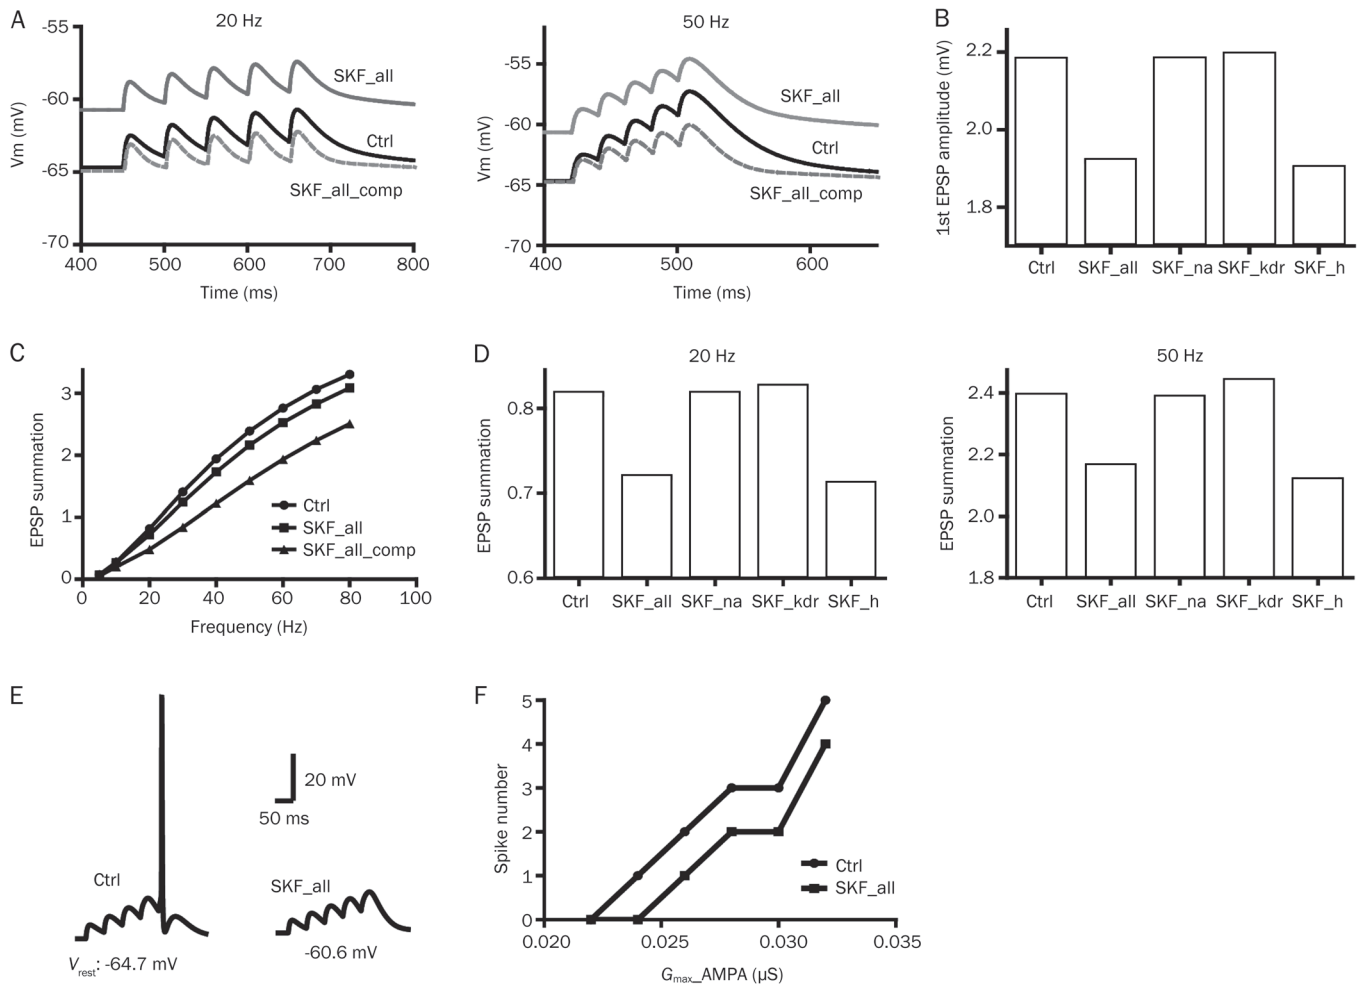 A
20 Hz
-55
-60
-65
-70
Vm (mV)
SKF_all
Ctrl
SKF_all_comp
400 500 600 700 800
Time (ms)
50 Hz
-55
-60
-65
-70
Vm (mV)
SKF_all
Ctrl
SKF_all_comp
400 500 600
Time (ms)
B
2.2
2.0
1.8
1st EPSP amplitude (mV)
Ctrl SKF_all SKF_na SKF_kdr SKF_h
C
3
2
1
0
EPSP summation
Ctrl
SKF_all
SKF_all_comp
0 20 40 60 80 100
Frequency (Hz)
D
20 Hz
0.8
0.7
0.6
EPSP summation
Ctrl SKF_all SKF_na SKF_kdr SKF_h
50 Hz
2.4
2.2
2.0
1.8
EPSP summation
Ctrl SKF_all SKF_na SKF_kdr SKF_h
E
20 mV
50 ms
Ctrl
SKF_all
Vrest: -64.7 mV
-60.6 mV
F
5
4
3
2
1
0
Spike number
Ctrl
SKF_all
0.020 0.025 0.030 0.035
Gmax_AMPA (µS)